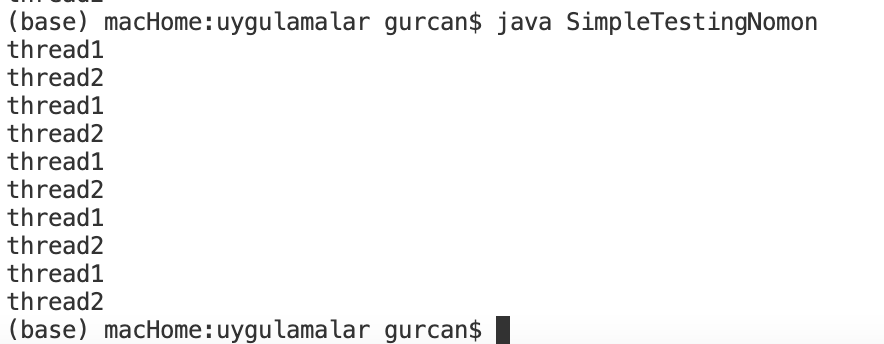 (base) macHome:uygulamalar gurcan$ java SimpleTestingNomon
thread1
thread2
thread1
thread2
thread1
thread2
thread1
thread2
thread1
thread2
(base) macHome:uygulamalar gurcan$